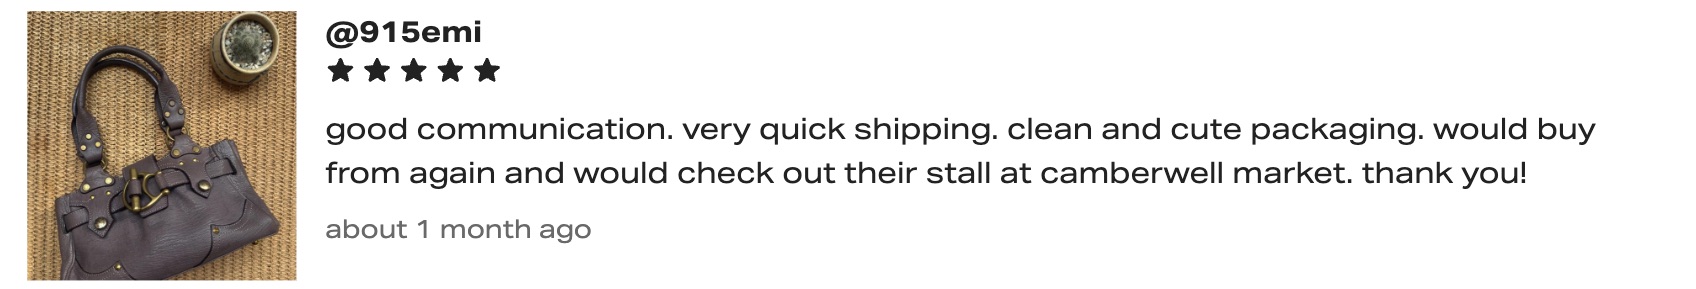 @915emi
good communication. very quick shipping. clean and cute packaging. would buy
from again and would check out their stall at camberwell market. thank you!
about 1 month ago